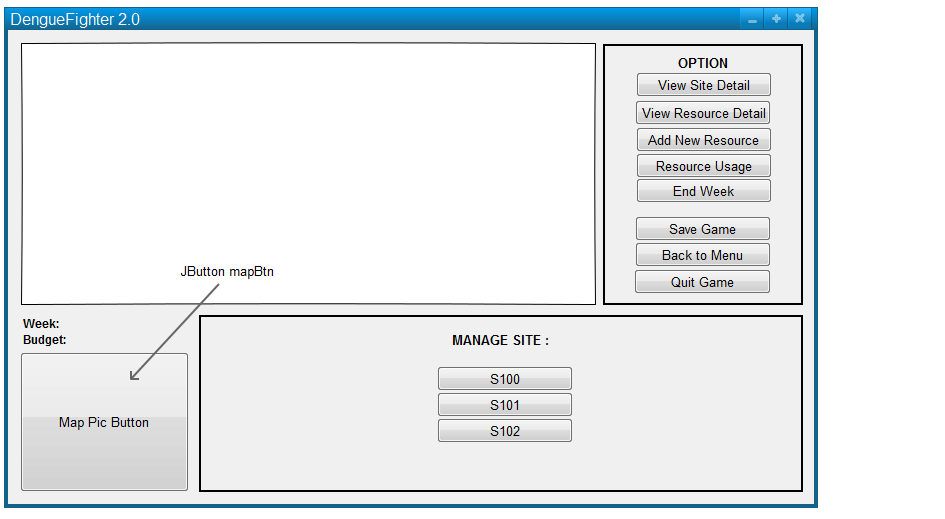 DengueFighter 2.0
OPTION
View Site Detail
View Resource Detail
Add New Resource
Resource Usage
End Week
Save Game
Back to Menu
Quit Game
JButton mapBtn
Week:
Budget:
Map Pic Button
MANAGE SITE :
S100
S101
S102